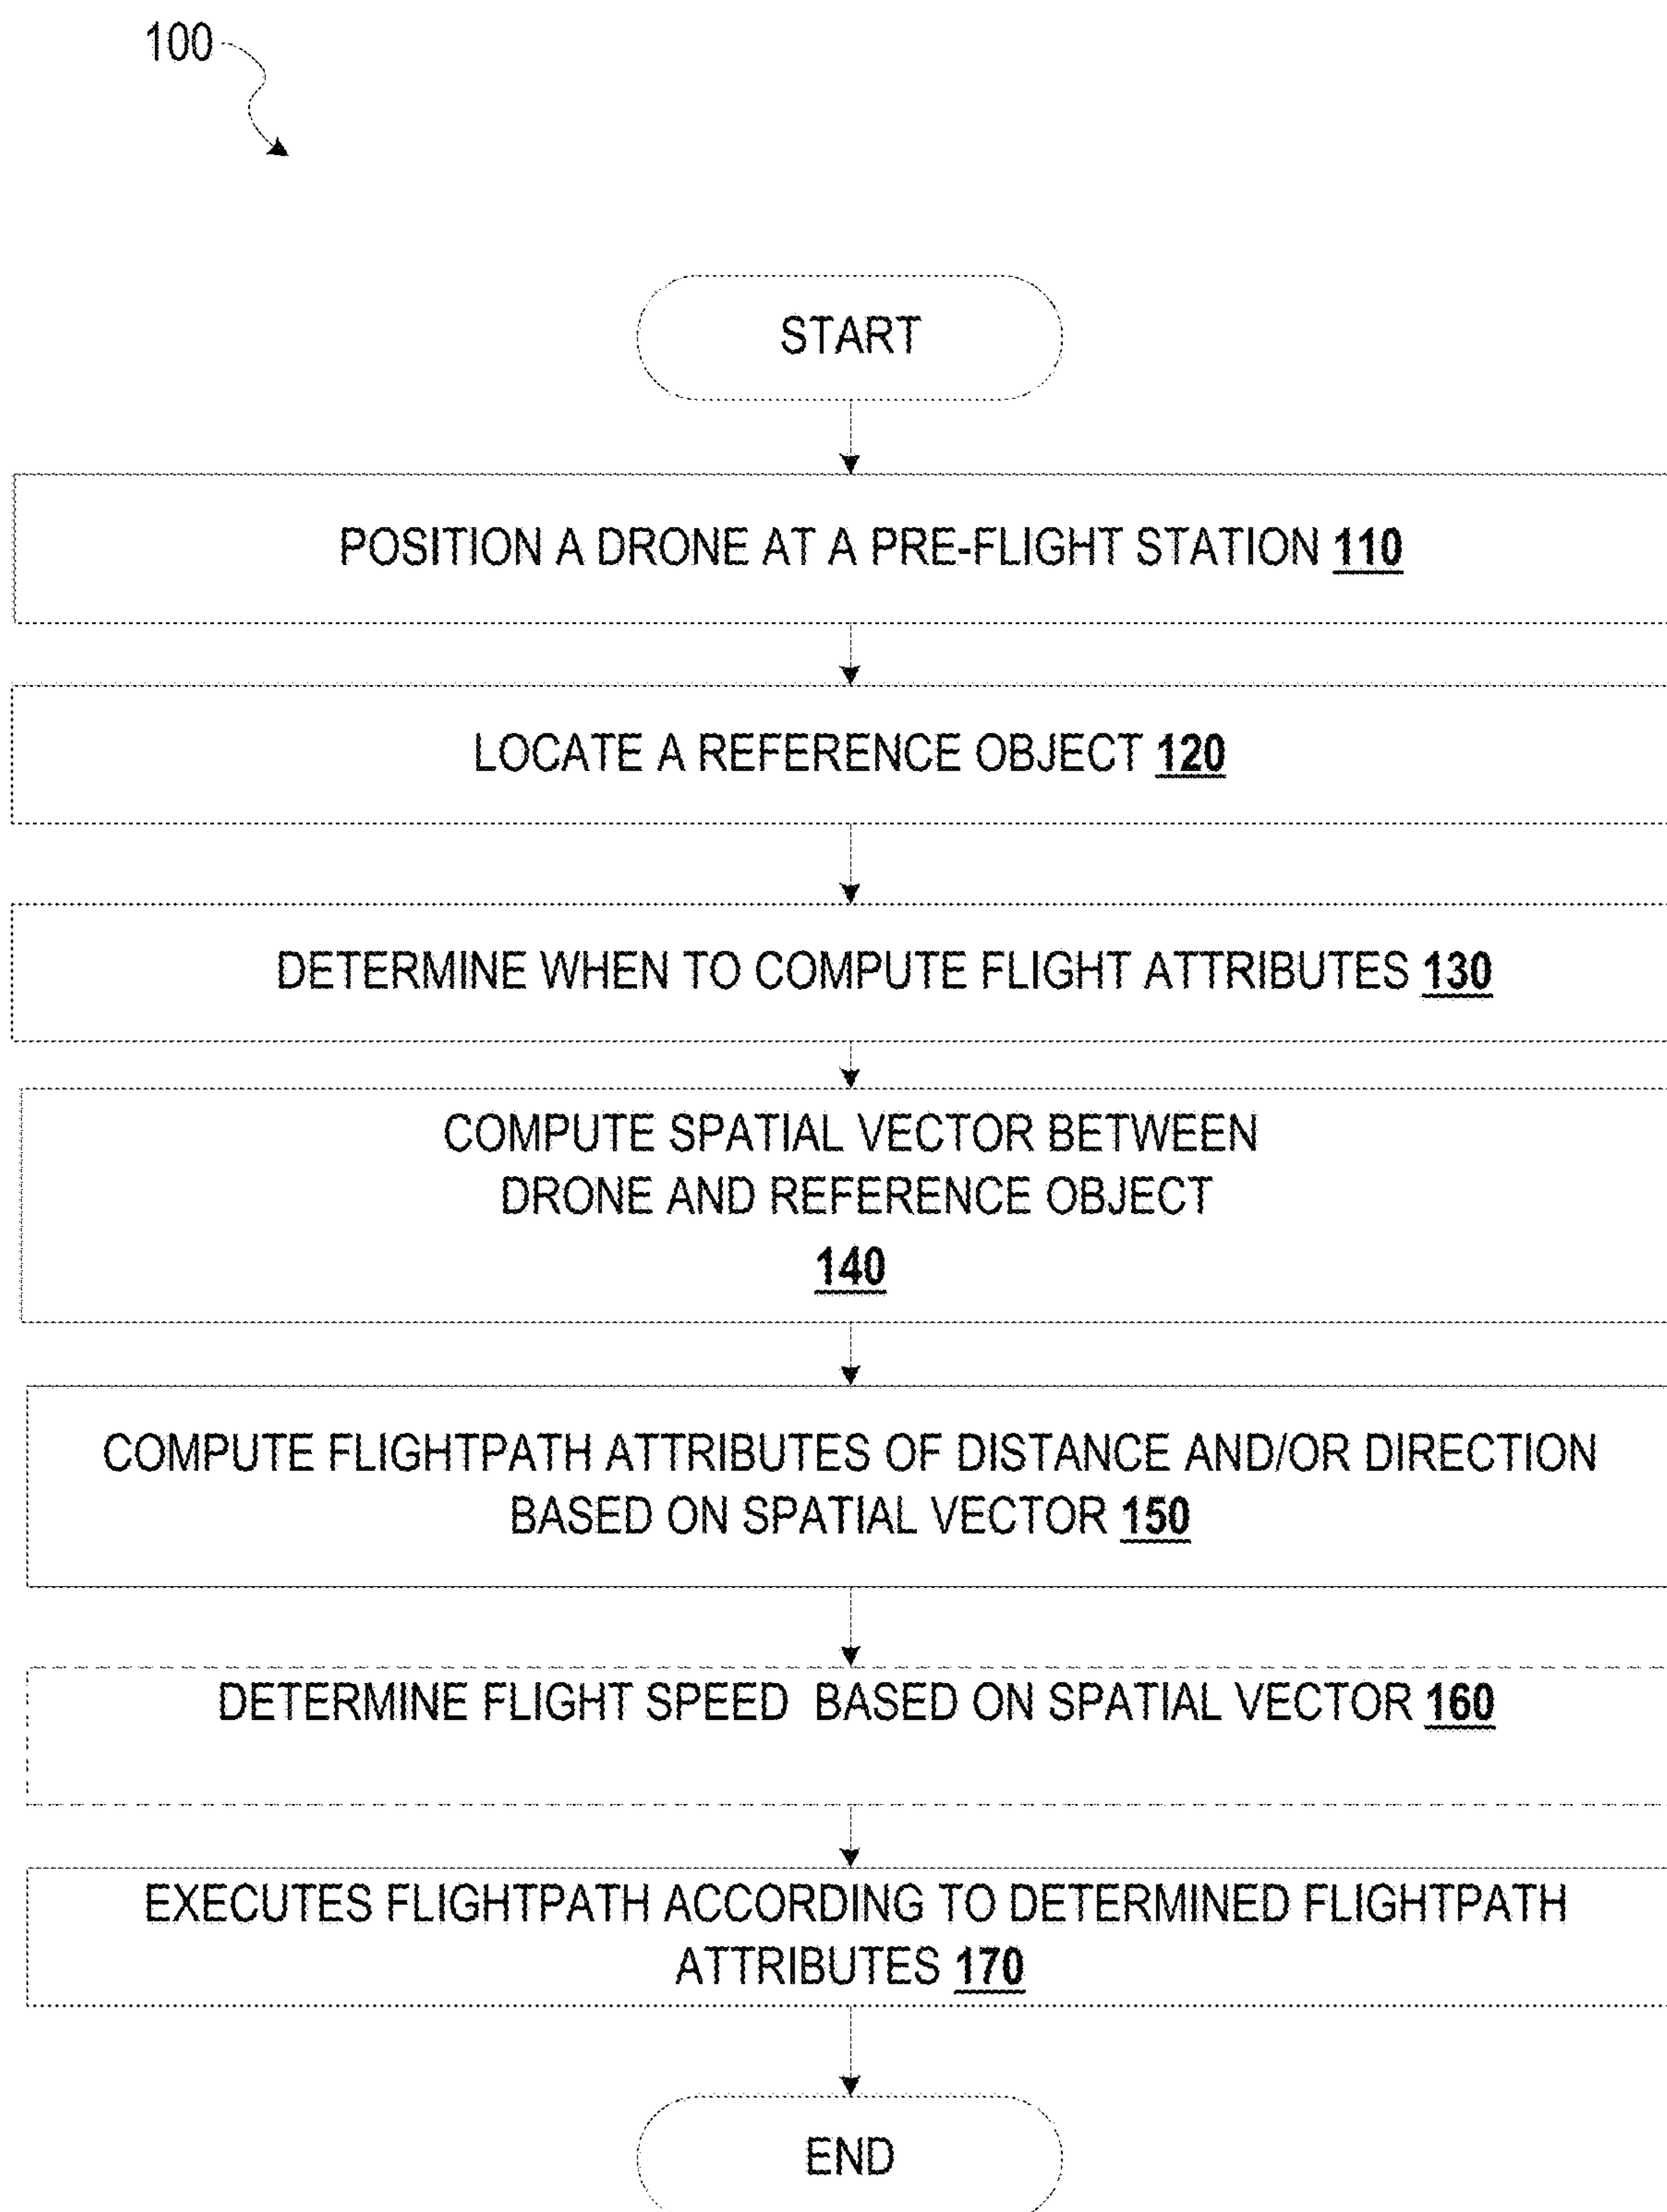 100
START
POSITION A DRONE AT A PRE-FLIGHT STATION 110
LOCATE A REFERENCE OBJECT 120
DETERMINE WHEN TO COMPUTE FLIGHT ATTRIBUTES 130
COMPUTE SPATIAL VECTOR BETWEEN
DRONE AND REFERENCE OBJECT
140
COMPUTE FLIGHTPATH ATTRIBUTES OF DISTANCE AND/OR DIRECTION
BASED ON SPATIAL VECTOR 150
DETERMINE FLIGHT SPEED BASED ON SPATIAL VECTOR 160
EXECUTES FLIGHTPATH ACCORDING TO DETERMINED FLIGHTPATH
ATTRIBUTES 170
END